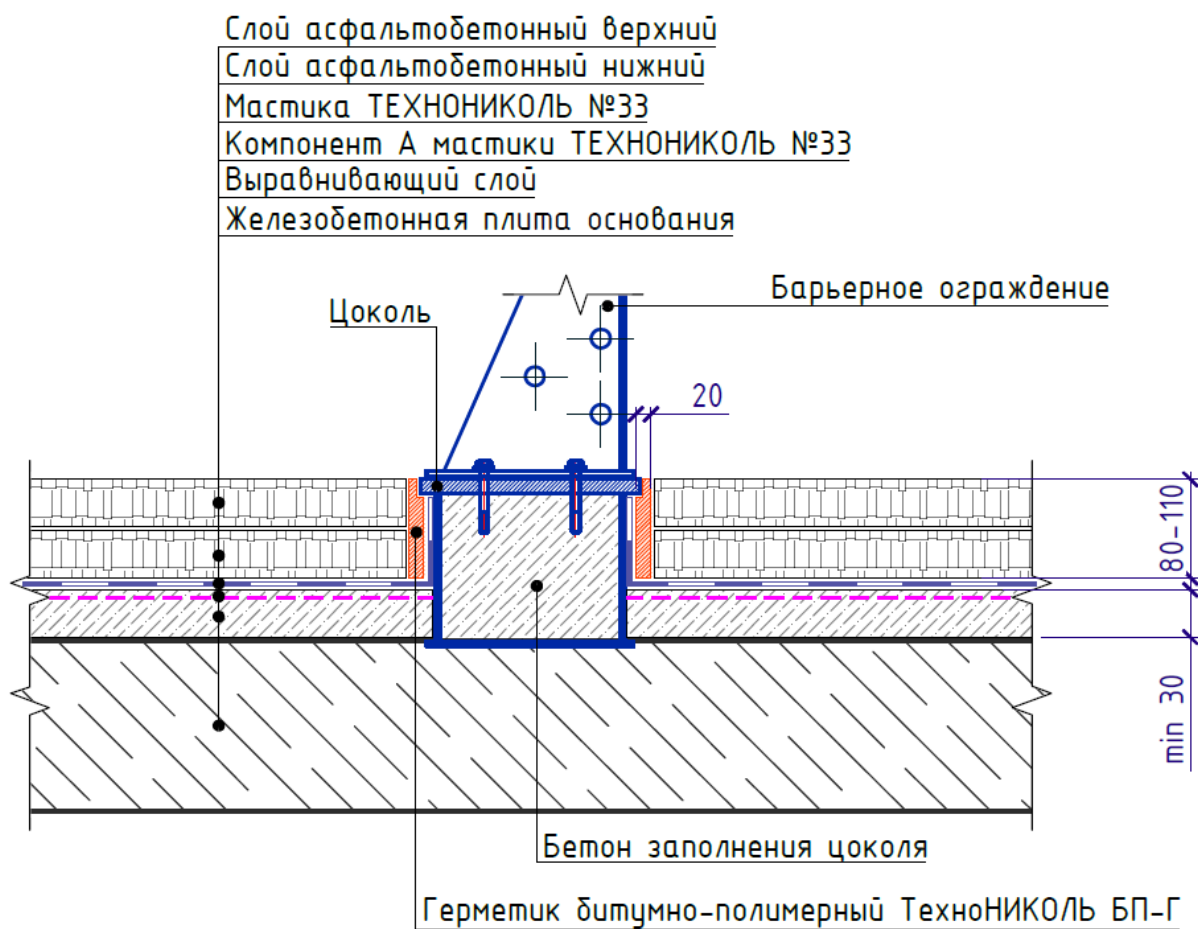 Слой асфальтобетонный верхний
Слой асфальтобетонный нижний
Мастика ТЕХНОНИКОЛЬ №33
Компонент А мастики ТЕХНОНИКОЛЬ №33
Выравнивающий слой
Железобетонная плита основания
Барьерное ограждение
Цоколь
20
80-110
min 30
Бетон заполнения цоколя
Герметик битумно-полимерный ТехноНИКОЛЬ БП-Г